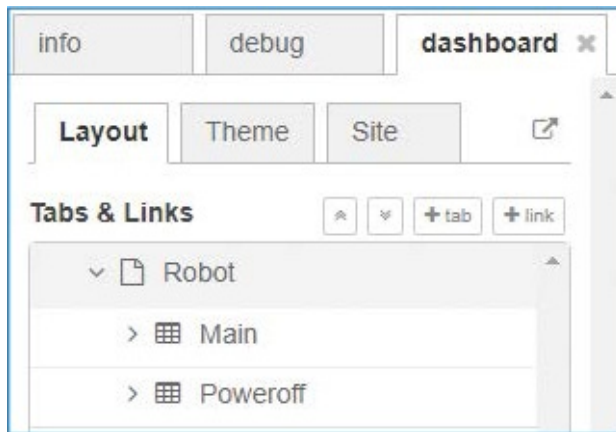 info debug dashboard ×
Layout Theme Site
Tabs & Links +tab +link
Robot
Main
Poweroff